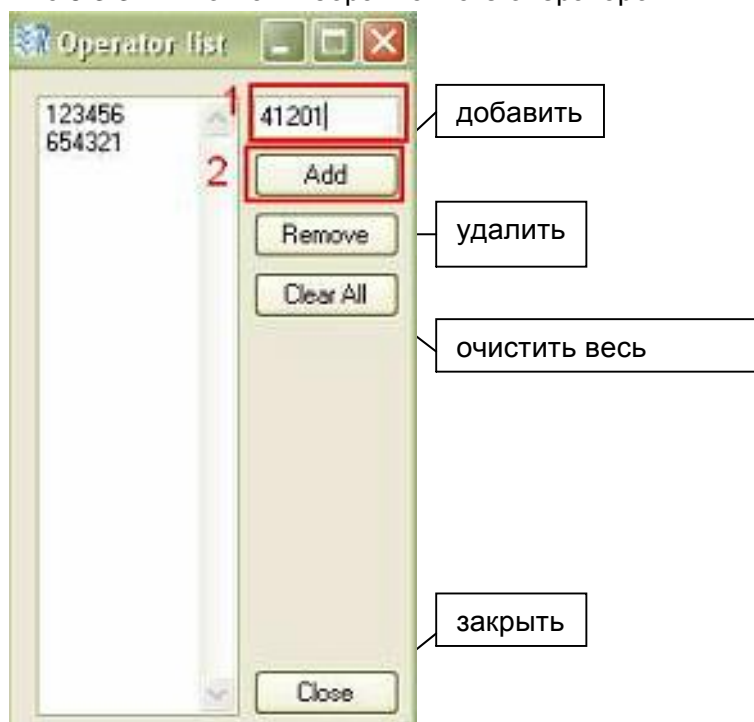 Operator list
123456
654321
1
41201
добавить
2
Add
Remove
удалить
Clear All
очистить весь
закрыть
Close